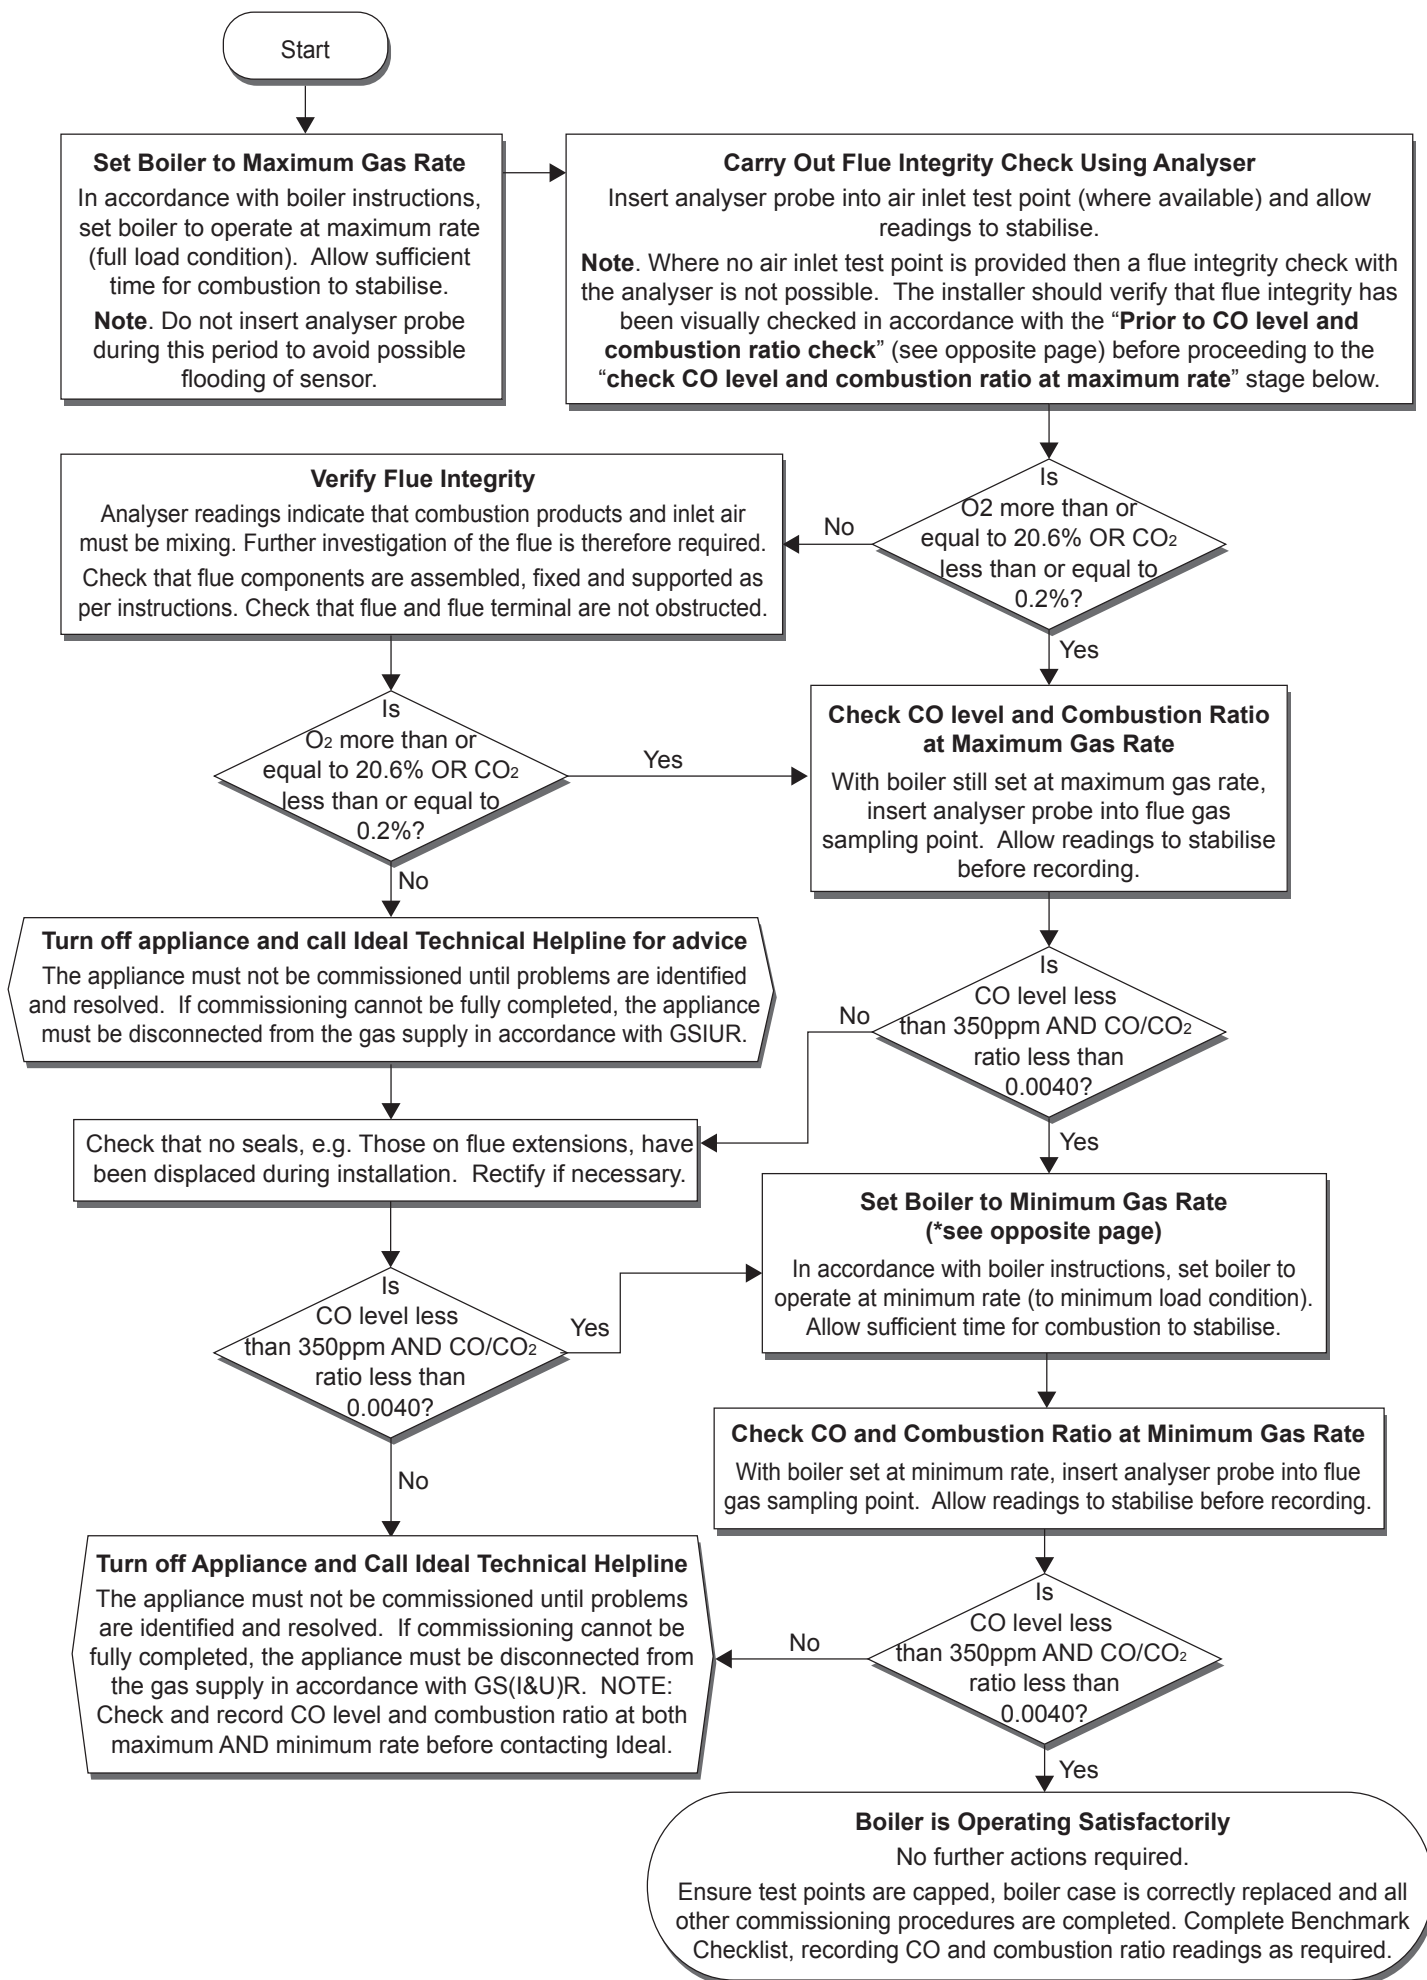 Start
Set Boiler to Maximum Gas Rate
In accordance with boiler instructions,
set boiler to operate at maximum rate
(full load condition). Allow sufficient
time for combustion to stabilise.
Note. Do not insert analyser probe
during this period to avoid possible
flooding of sensor.
Carry Out Flue Integrity Check Using Analyser
Insert analyser probe into air inlet test point (where available) and allow
readings to stabilise.
Note. Where no air inlet test point is provided then a flue integrity check with
the analyser is not possible. The installer should verify that flue integrity has
been visually checked in accordance with the “Prior to CO level and
combustion ratio check” (see opposite page) before proceeding to the
“check CO level and combustion ratio at maximum rate” stage below.
Is
O2 more than or
equal to 20.6% OR CO2
less than or equal to
0.2%?
No
Yes
Verify Flue Integrity
Analyser readings indicate that combustion products and inlet air
must be mixing. Further investigation of the flue is therefore required.
Check that flue components are assembled, fixed and supported as
per instructions. Check that flue and flue terminal are not obstructed.
Is
O2 more than or
equal to 20.6% OR CO2
less than or equal to
0.2%?
Yes
No
Check CO level and Combustion Ratio
at Maximum Gas Rate
With boiler still set at maximum gas rate,
insert analyser probe into flue gas
sampling point. Allow readings to stabilise
before recording.
Turn off appliance and call Ideal Technical Helpline for advice
The appliance must not be commissioned until problems are identified
and resolved. If commissioning cannot be fully completed, the appliance
must be disconnected from the gas supply in accordance with GSIUR.
Is
CO level less
than 350ppm AND CO/CO2
ratio less than
0.0040?
No
Yes
Check that no seals, e.g. Those on flue extensions, have
been displaced during installation. Rectify if necessary.
Set Boiler to Minimum Gas Rate
(*see opposite page)
In accordance with boiler instructions, set boiler to
operate at minimum rate (to minimum load condition).
Allow sufficient time for combustion to stabilise.
Is
CO level less
than 350ppm AND CO/CO2
ratio less than
0.0040?
Yes
No
Check CO and Combustion Ratio at Minimum Gas Rate
With boiler set at minimum rate, insert analyser probe into flue
gas sampling point. Allow readings to stabilise before recording.
Turn off Appliance and Call Ideal Technical Helpline
The appliance must not be commissioned until problems
are identified and resolved. If commissioning cannot be
fully completed, the appliance must be disconnected from
the gas supply in accordance with GS(I&U)R. NOTE:
Check and record CO level and combustion ratio at both
maximum AND minimum rate before contacting Ideal.
Is
CO level less
than 350ppm AND CO/CO2
ratio less than
0.0040?
No
Yes
Boiler is Operating Satisfactorily
No further actions required.
Ensure test points are capped, boiler case is correctly replaced and all
other commissioning procedures are completed. Complete Benchmark
Checklist, recording CO and combustion ratio readings as required.